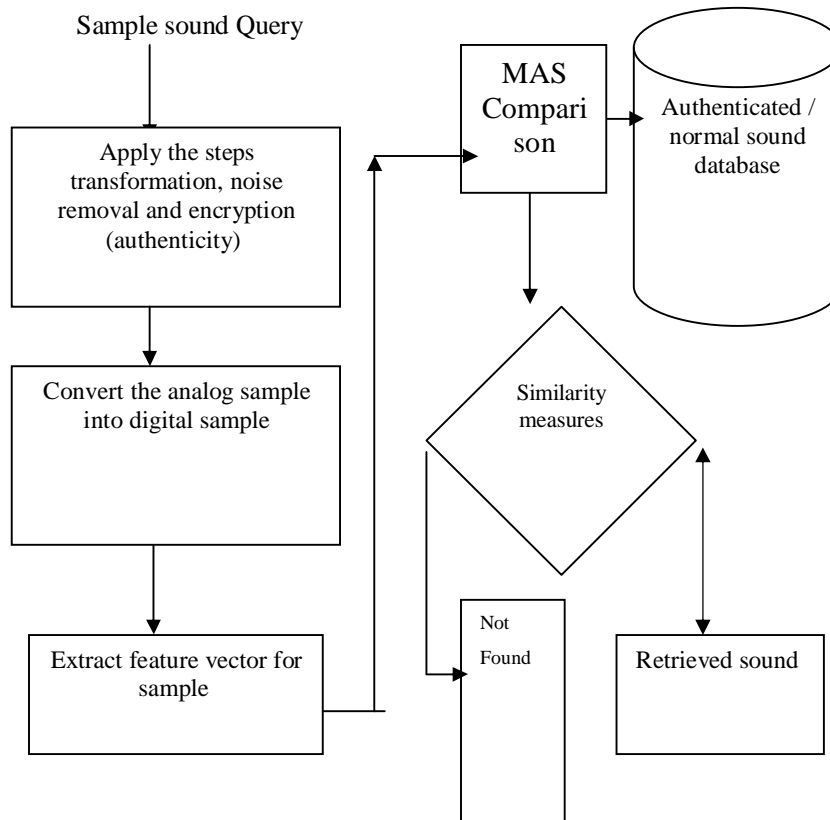 Sample sound Query
Apply the steps
transformation, noise
removal and encryption
(authenticity)
Convert the analog sample
into digital sample
Extract feature vector for
sample
MAS
Compari
son
Authenticated /
normal sound
database
Similarity
measures
Not
Found
Retrieved sound